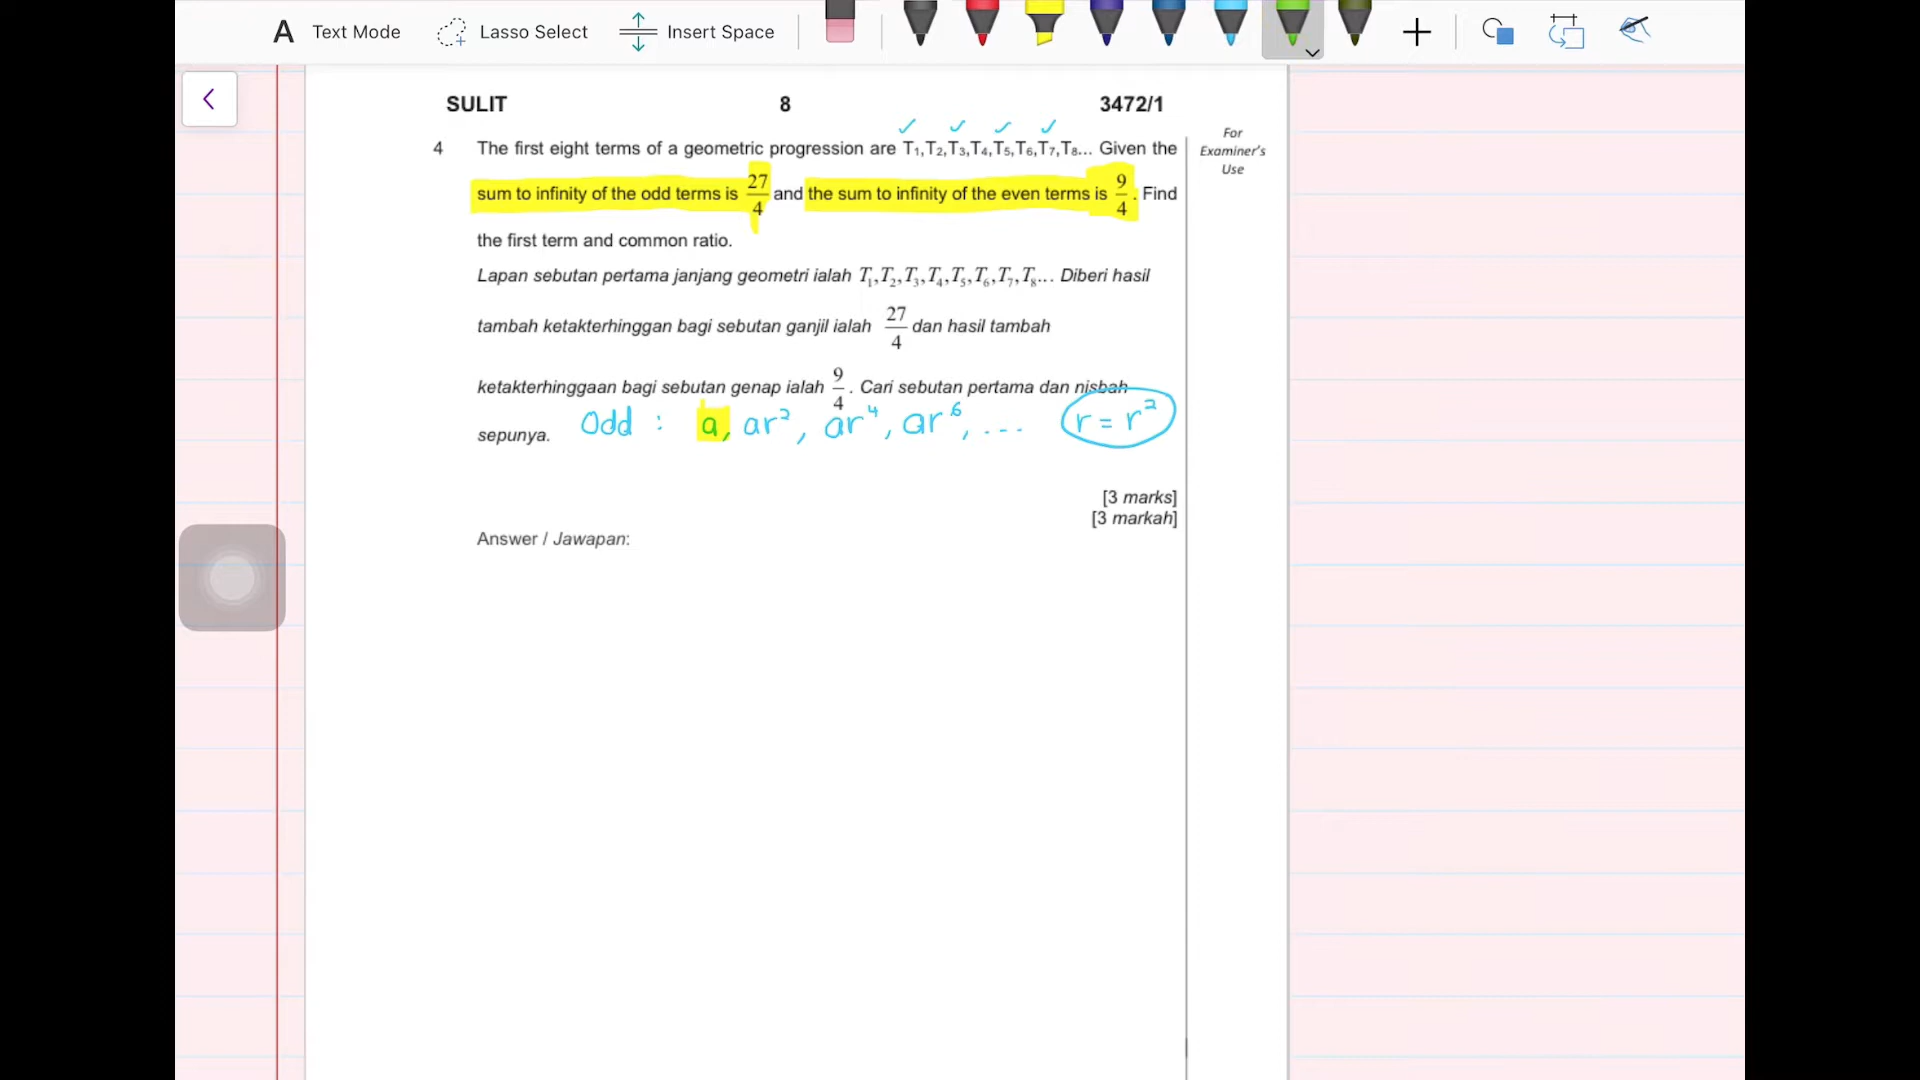 A Text Mode Lasso Select Insert Space
SULIT 8 3472/1
4 The first eight terms of a geometric progression are T₁,T₂,T₃,T₄,T₅,T₆,T₇,T₈... Given the
sum to infinity of the odd terms is 27/4 and the sum to infinity of the even terms is 9/4. Find
the first term and common ratio.
Lapan sebutan pertama janjang geometri ialah T₁,T₂,T₃,T₄,T₅,T₆,T₇,T₈... Diberi hasil
tambah ketakterhinggan bagi sebutan ganjil ialah 27/4 dan hasil tambah
ketakterhinggaan bagi sebutan genap ialah 9/4. Cari sebutan pertama dan nisbah
sepunya.
Odd : a, ar², ar⁴, ar⁶, ... r = r²
[3 marks]
[3 markah]
Answer / Jawapan:
For
Examiner's
Use